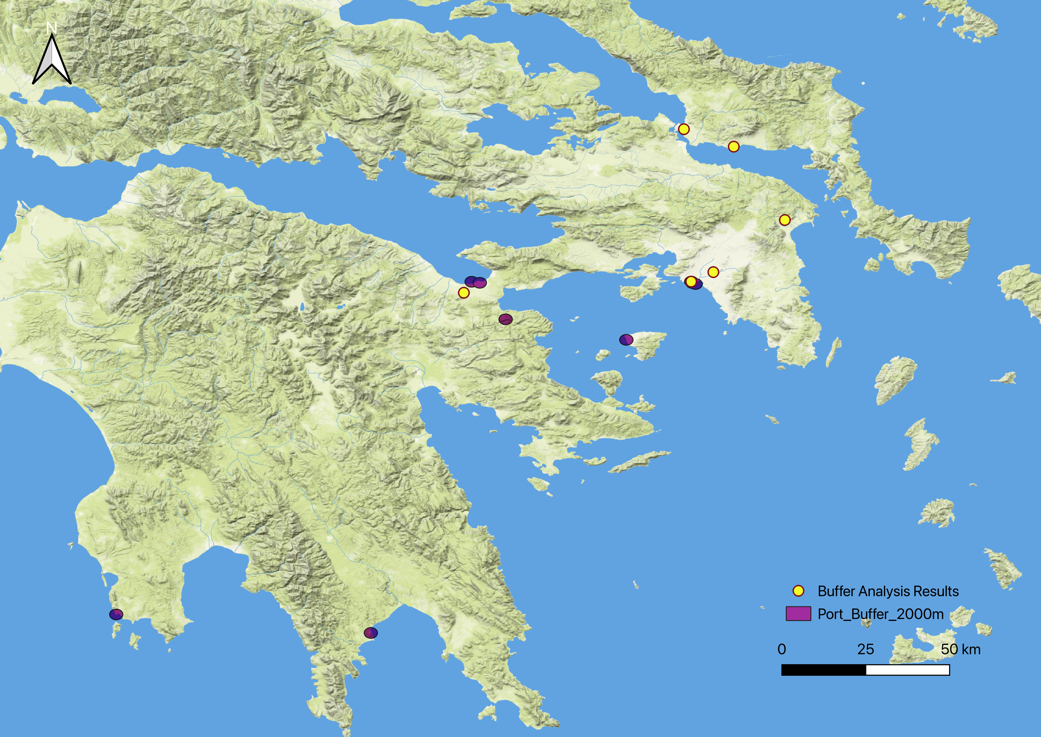 N
Buffer Analysis Results
Port_Buffer_2000m
0 25 50 km